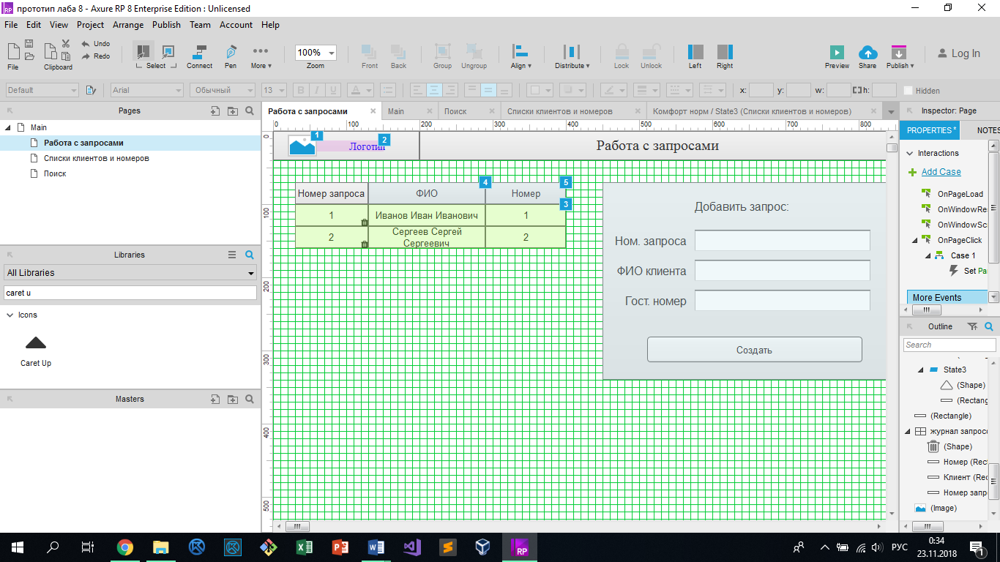 прототип лаба 8 - Axure RP 8 Enterprise Edition : Unlicensed
File Edit View Project Arrange Publish Team Account Help
Undo
Redo
100%
File Clipboard Select Connect Pen More ▾ Zoom Front Back Group Ungroup Align ▾ Distribute ▾ Lock Unlock Left Right Preview Share Publish ▾ Log In
Default Arial Обычный 13 B I U A x: y: w: h: Hidden
Pages
Main
Работа с запросами
Списки клиентов и номеров
Поиск
Libraries
All Libraries
caret u
Icons
Caret Up
Masters
Работа с запросами Main Поиск Списки клиентов и номеров Комфорт норм / State3 (Списки клиентов и номеров)
0 100 200 300 400 500 600 700 800
0
100
200
300
400
500
1 2
Логотип
Работа с запросами
4 5
Номер запроса ФИО Номер
3
1 Иванов Иван Иванович 1
2 Сергеев Сергей Сергеевич 2
Добавить запрос:
Ном. запроса
ФИО клиента
Гост. номер
Создать
Inspector: Page
PROPERTIES * NOTES
Interactions
Add Case
OnPageLoad
OnWindowRe
OnWindowSc
OnPageClick
Case 1
Set Pa
More Events
Outline
Search
State3
(Shape)
(Rectang
(Rectangle)
журнал запросо
(Shape)
Номер (Rect
Клиент (Rec
Номер запро
(Image)
RP
РУС
0:34
23.11.2018
1